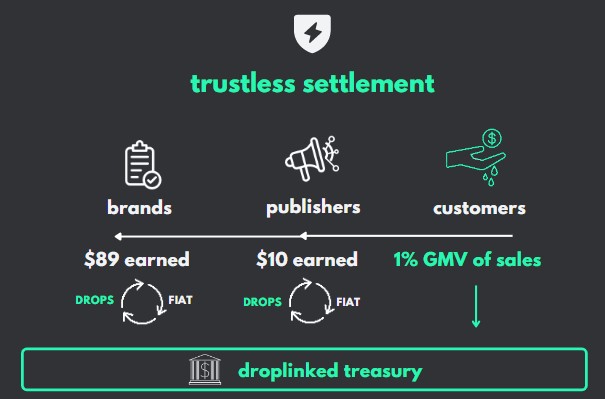 trustless settlement
brands
publishers
customers
$89 earned
$10 earned
1% GMV of sales
DROPS
FIAT
DROPS
FIAT
$
$
droplinked treasury